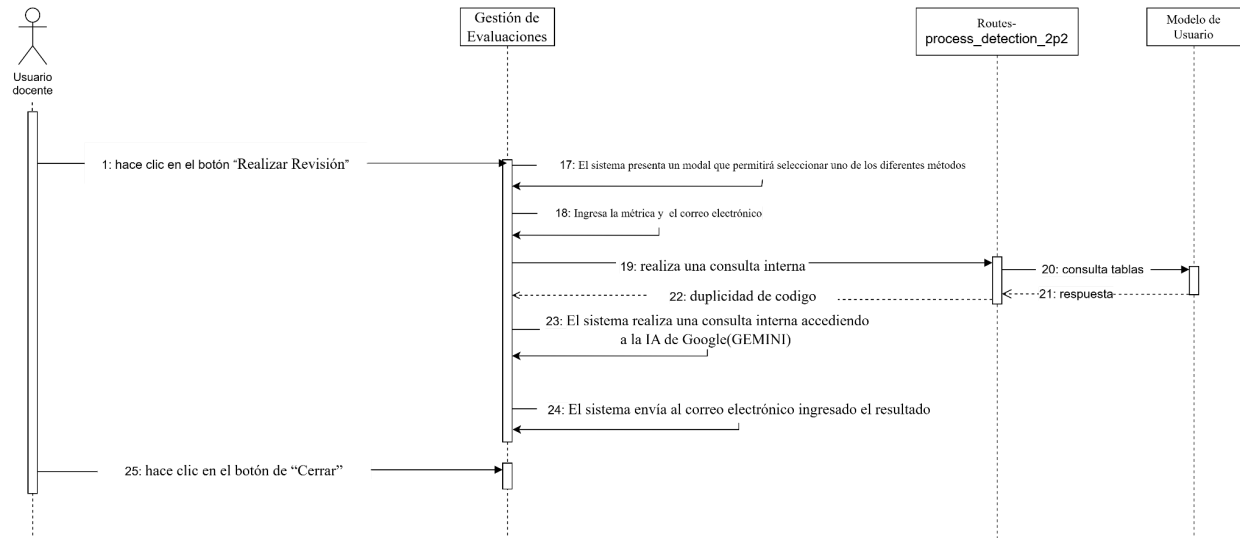 Gestión de
Evaluaciones
Routes-
process_detection_2p2
Modelo de
Usuario
Usuario
docente
1: hace clic en el botón “Realizar Revisión”
17: El sistema presenta un modal que permitirá seleccionar uno de los diferentes métodos
18: Ingresa la métrica y el correo electrónico
19: realiza una consulta interna
20: consulta tablas
21: respuesta
22: duplicidad de codigo
23: El sistema realiza una consulta interna accediendo
a la IA de Google(GEMINI)
24: El sistema envía al correo electrónico ingresado el resultado
25: hace clic en el botón de “Cerrar”